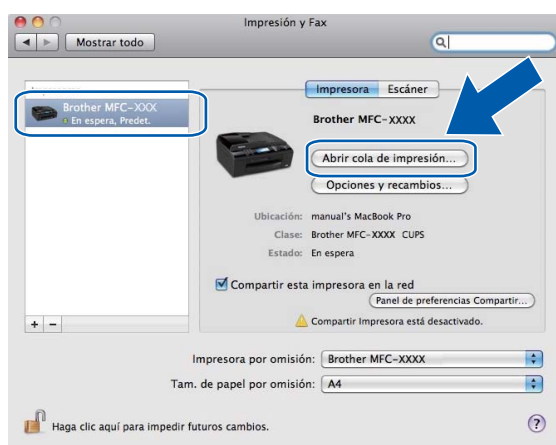 Impresión y Fax
Mostrar todo
Impresora Escáner
Brother MFC-XXX
En espera, Predet.
Brother MFC-XXXX
Abrir cola de impresión...
Opciones y recambios...
Ubicación: manual's MacBook Pro
Clase: Brother MFC-XXXX CUPS
Estado: En espera
Compartir esta impresora en la red
Panel de preferencias Compartir...
Compartir Impresora está desactivado.
+ -
Impresora por omisión: Brother MFC-XXXX
Tam. de papel por omisión: A4
Haga clic aquí para impedir futuros cambios.
?